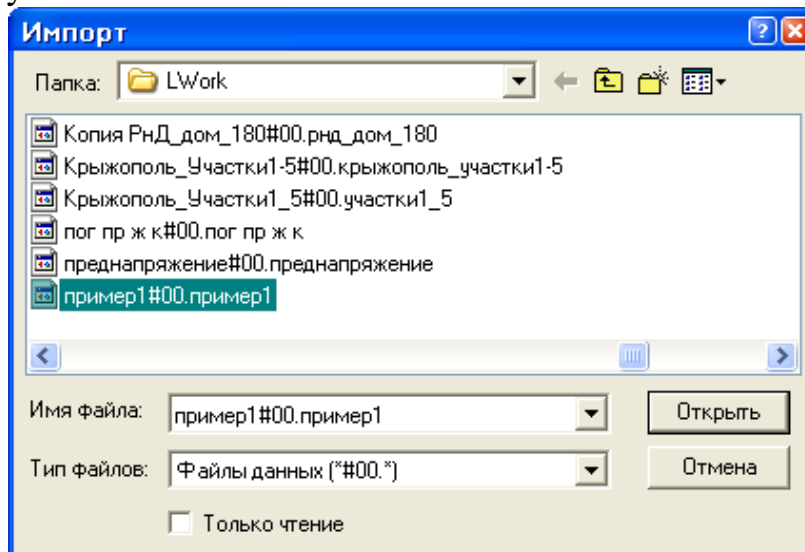 Импорт
Папка: LWork
Копия РнД_дом_180#00.рнд_дом_180
Крыжополь_Участки1-5#00.крыжополь_участки1-5
Крыжополь_Участки1_5#00.участки1_5
пог пр ж к#00.пог пр ж к
преднапряжение#00.преднапряжение
пример1#00.пример1
Имя файла: пример1#00.пример1 Открыть
Тип файлов: Файлы данных (*#00.*) Отмена
Только чтение